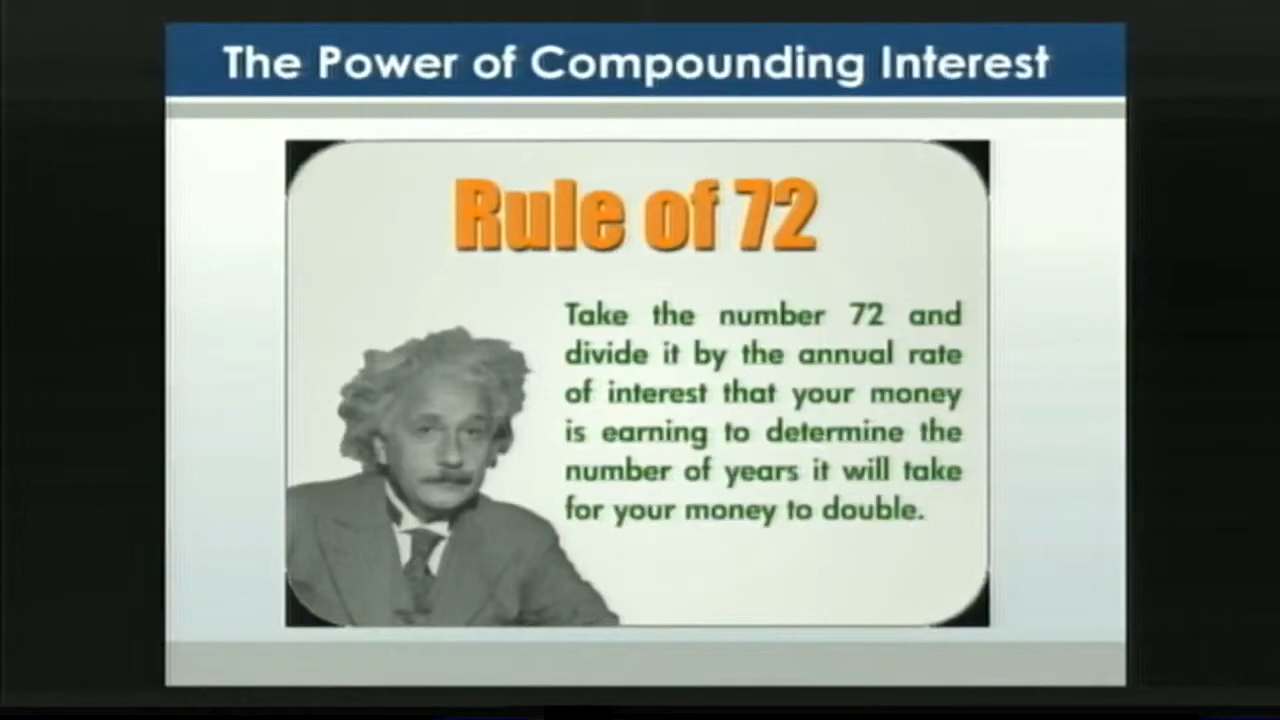 The Power of Compounding Interest
Rule of 72
Take the number 72 and
divide it by the annual rate
of interest that your money
is earning to determine the
number of years it will take
for your money to double.